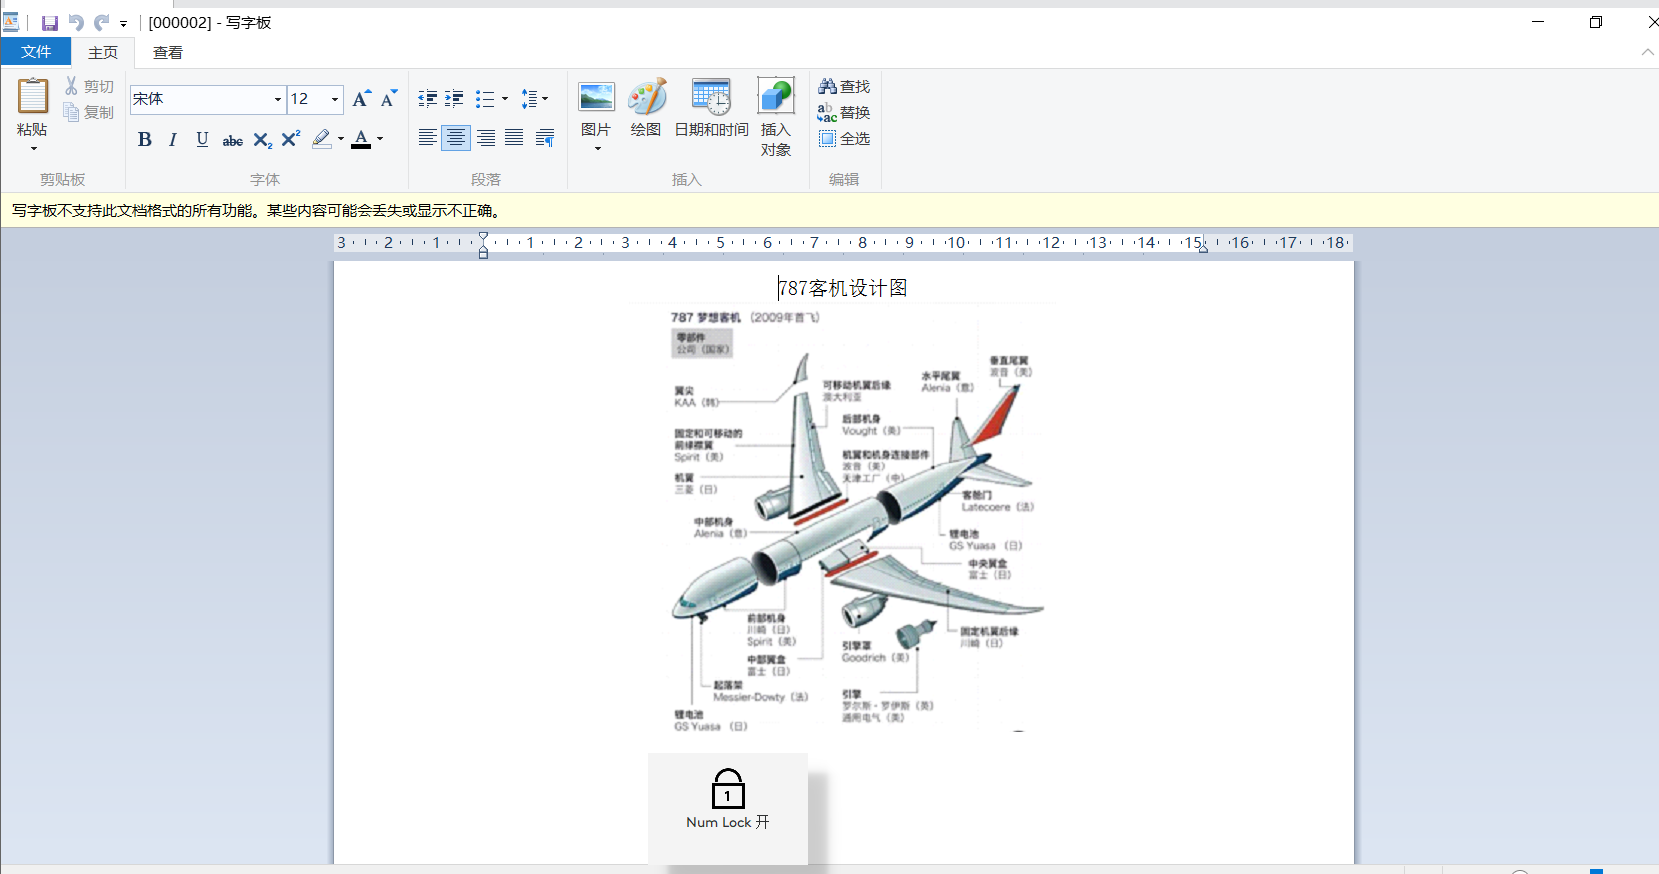 [000002] - 写字板
文件 主页 查看
粘贴
剪切
复制
剪贴板
宋体 12
B I U abc X₂ X² A
字体
段落
图片 绘图 日期和时间 插入对象
插入
查找
替换
全选
编辑
写字板不支持此文档格式的所有功能。某些内容可能会丢失或显示不正确。
3 2 1 1 2 3 4 5 6 7 8 9 10 11 12 13 14 15 16 17 18
787客机设计图
787 梦想客机 （2009年首飞）
零部件
公司（国家）
垂直尾翼
波音（美）
水平尾翼
Alenia（意）
可移动机翼后缘
澳大利亚
翼尖
KAA（韩）
后部机身
Vought（美）
固定和可移动的
前缘襟翼
Spirit（美）
机翼和机身连接部件
波音（美）
天津工厂（中）
机翼
三菱（日）
客舱门
Latecoere（法）
中部机身
Alenia（意）
锂电池
GS Yuasa（日）
中央翼盒
富士（日）
前部机身
川崎（日）
Spirit（美）
固定机翼后缘
川崎（日）
引擎罩
Goodrich（美）
中部翼盒
富士（日）
起落架
Messier-Dowty（法）
引擎
罗尔斯·罗伊斯（英）
通用电气（美）
锂电池
GS Yuasa （日）
1
Num Lock 开